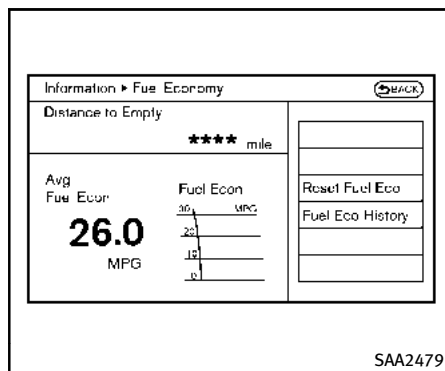 Information ▸ Fuel Economy
BACK
Distance to Empty
**** mile
Avg
Fuel Econ
26.0
MPG
Fuel Econ
30 MPG
20
10
0
Reset Fuel Eco
Fuel Eco History
SAA2479